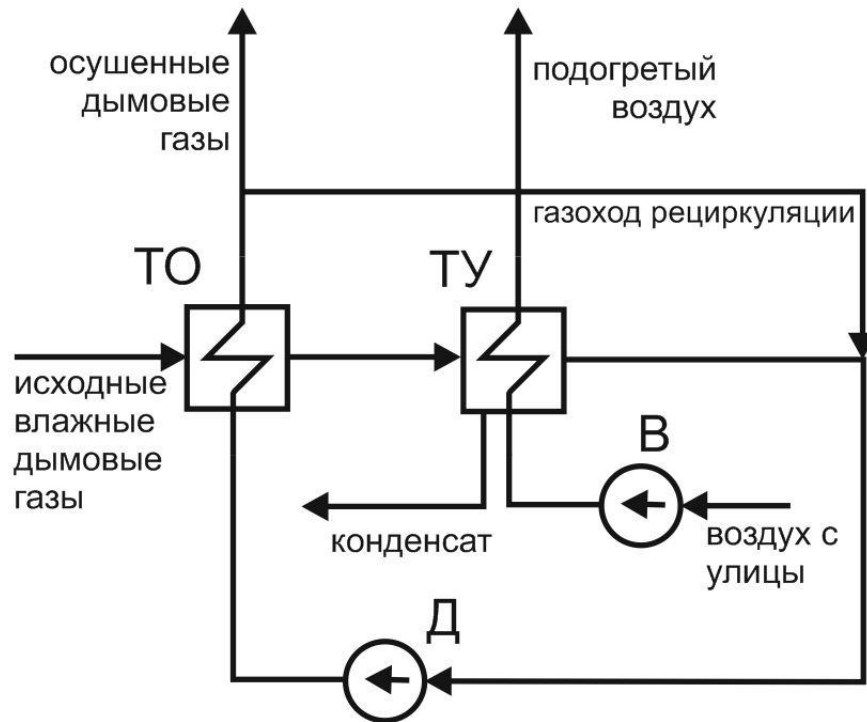 осушенные
дымовые
газы
подогретый
воздух
газоход рециркуляции
ТО
ТУ
исходные
влажные
дымовые
газы
В
конденсат
воздух с
улицы
Д